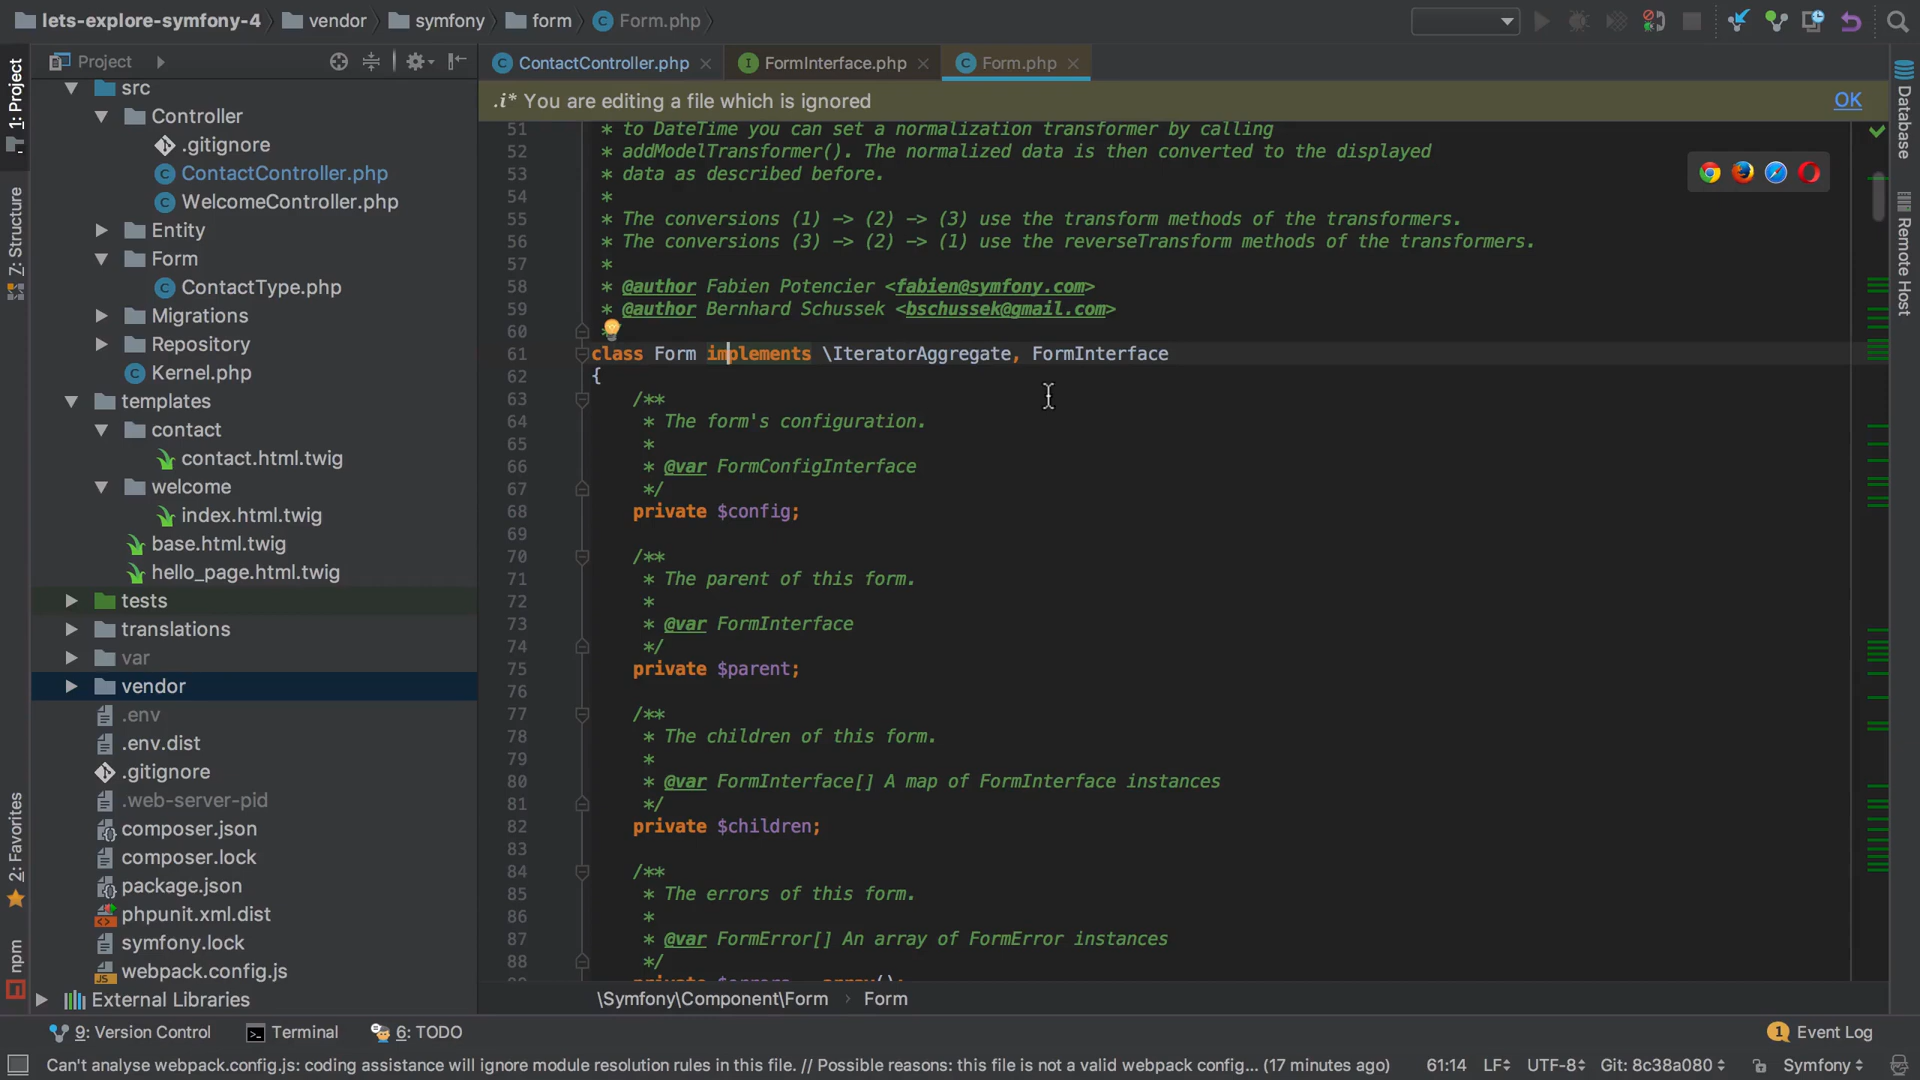 lets-explore-symfony-4 vendor symfony form Form.php
1: Project
7: Structure
2: Favorites
npm
Project
src
Controller
.gitignore
ContactController.php
WelcomeController.php
Entity
Form
ContactType.php
Migrations
Repository
Kernel.php
templates
contact
contact.html.twig
welcome
index.html.twig
base.html.twig
hello_page.html.twig
tests
translations
var
vendor
.env
.env.dist
.gitignore
.web-server-pid
composer.json
composer.lock
package.json
phpunit.xml.dist
symfony.lock
webpack.config.js
External Libraries
ContactController.php FormInterface.php Form.php
.i* You are editing a file which is ignored OK
51 * to DateTime you can set a normalization transformer by calling
52 * addModelTransformer(). The normalized data is then converted to the displayed
53 * data as described before.
54 *
55 * The conversions (1) -> (2) -> (3) use the transform methods of the transformers.
56 * The conversions (3) -> (2) -> (1) use the reverseTransform methods of the transformers.
57 *
58 * @author Fabien Potencier <fabien@symfony.com>
59 * @author Bernhard Schussek <bschussek@gmail.com>
60
61 class Form implements \IteratorAggregate, FormInterface
62 {
63 /**
64 * The form's configuration.
65 *
66 * @var FormConfigInterface
67 */
68 private $config;
69
70 /**
71 * The parent of this form.
72 *
73 * @var FormInterface
74 */
75 private $parent;
76
77 /**
78 * The children of this form.
79 *
80 * @var FormInterface[] A map of FormInterface instances
81 */
82 private $children;
83
84 /**
85 * The errors of this form.
86 *
87 * @var FormError[] An array of FormError instances
88 */
\Symfony\Component\Form › Form
Database
Remote Host
9: Version Control Terminal 6: TODO 1 Event Log
Can't analyse webpack.config.js: coding assistance will ignore module resolution rules in this file. // Possible reasons: this file is not a valid webpack config... (17 minutes ago) 61:14 LF UTF-8 Git: 8c38a080 Symfony